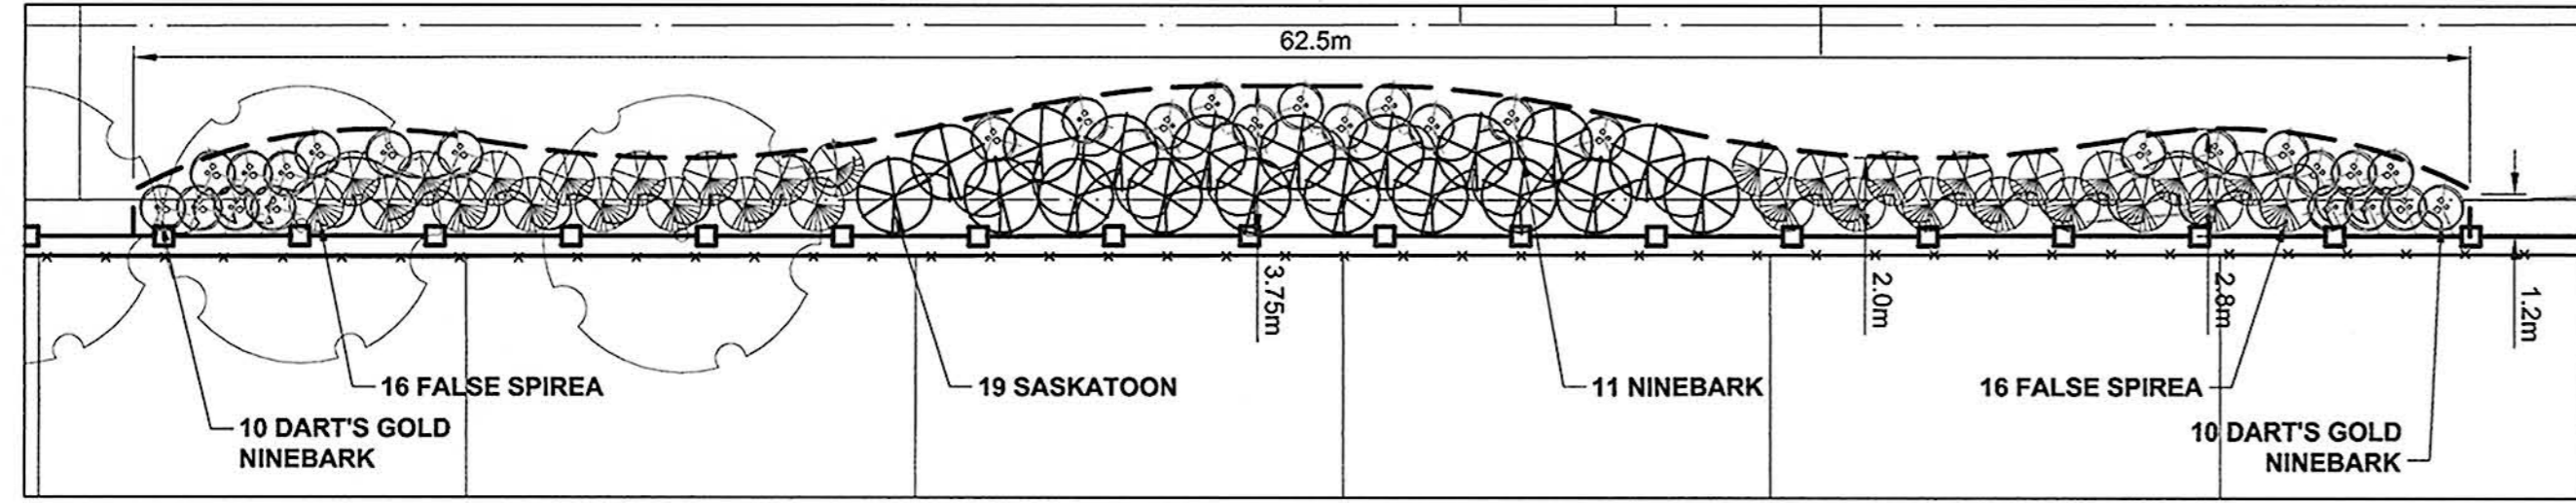 62.5m
3.75m
2.0m
2.8m
1.2m
16 FALSE SPIREA
19 SASKATOON
11 NINEBARK
16 FALSE SPIREA
10 DART'S GOLD
NINEBARK
10 DART'S GOLD
NINEBARK